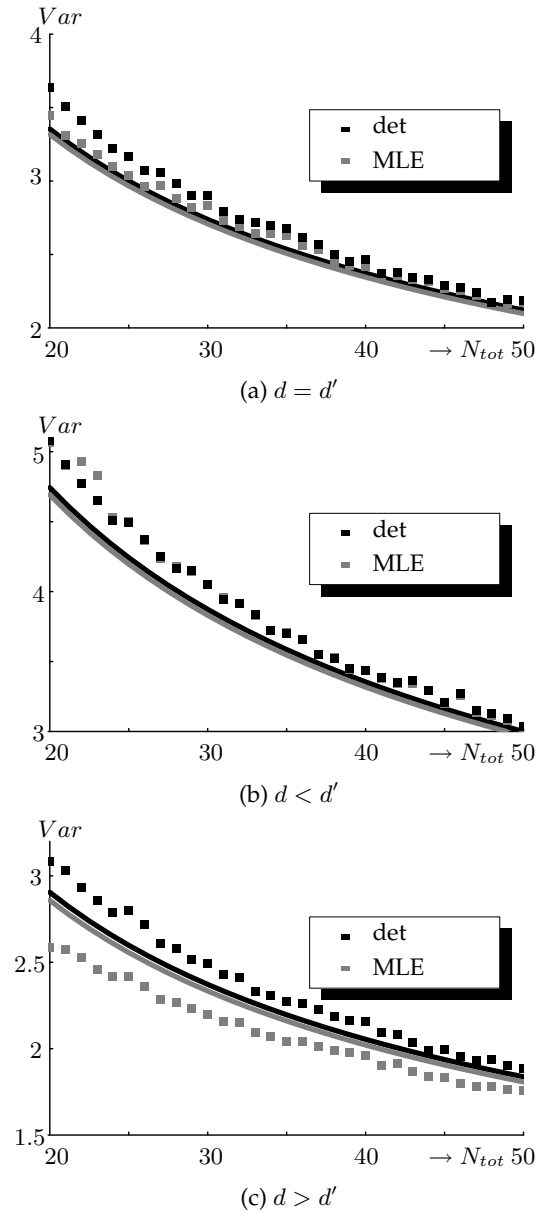 Var
4
det
MLE
3
2
20 30 40 → N_tot 50
(a) d = d′
Var
5
det
MLE
4
3
20 30 40 → N_tot 50
(b) d < d′
Var
3
det
MLE
2.5
2
1.5
20 30 40 → N_tot 50
(c) d > d′